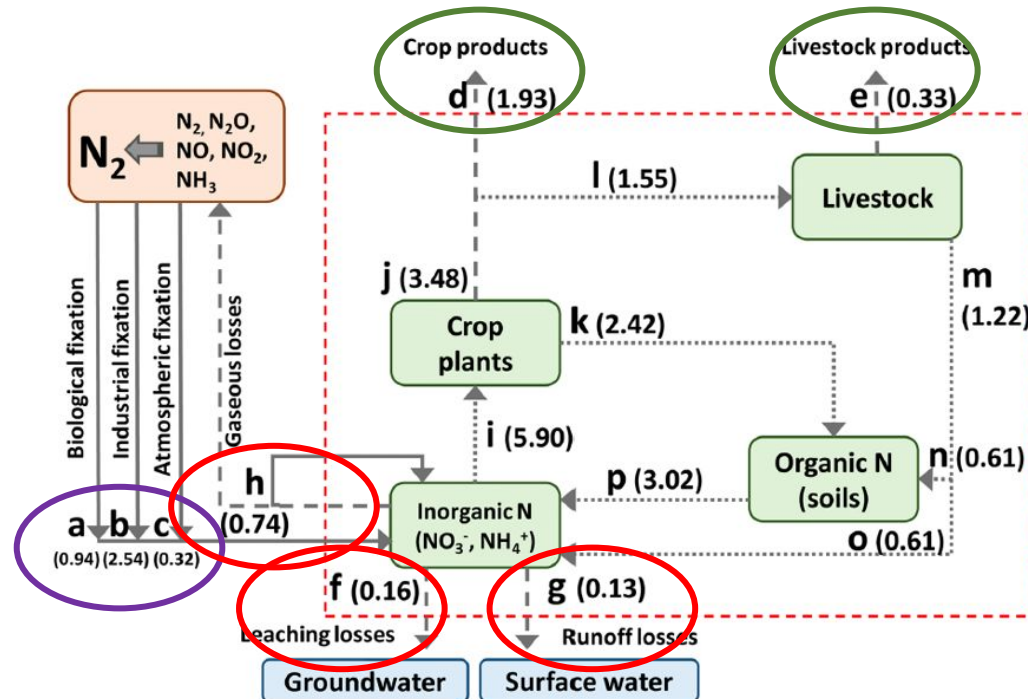 Crop products
Livestock products
d (1.93)
e (0.33)
N₂
N₂, N₂O,
NO, NO₂,
NH₃
l (1.55)
Livestock
j (3.48)
m
(1.22)
Crop
plants
k (2.42)
Biological fixation
Industrial fixation
Atmospheric fixation
Gaseous losses
i (5.90)
Organic N
(soils)
n (0.61)
h
(0.74)
p (3.02)
Inorganic N
(NO₃⁻, NH₄⁺)
o (0.61)
a b c
(0.94) (2.54) (0.32)
f (0.16)
g (0.13)
Leaching losses
Runoff losses
Groundwater
Surface water